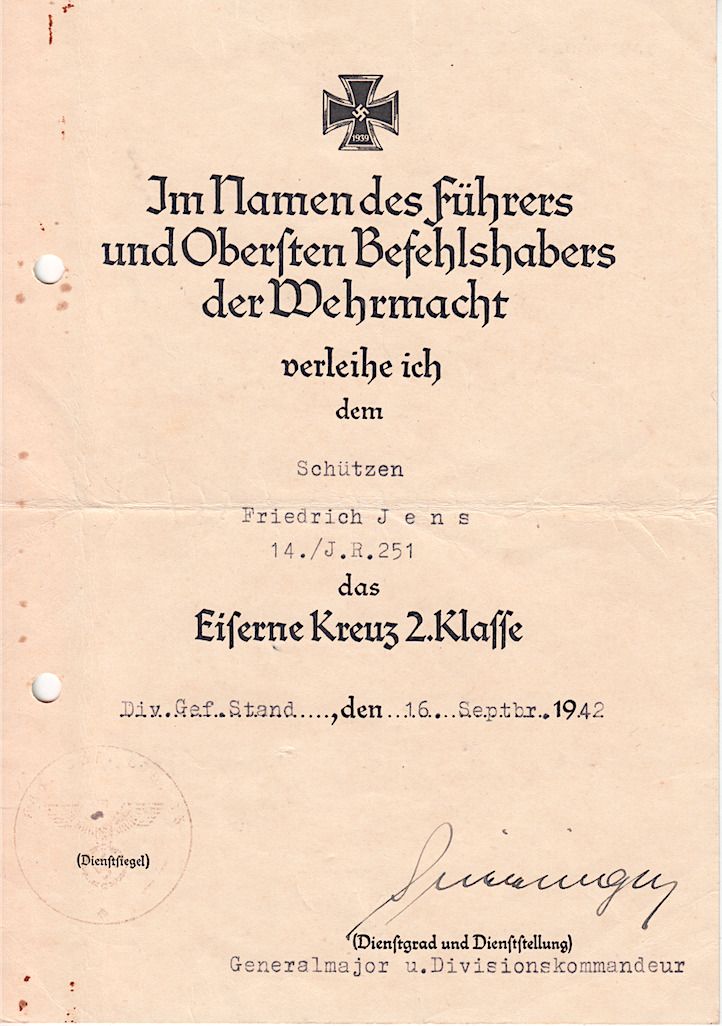 1939
Im Namen des Führers
und Obersten Befehlshabers
der Wehrmacht
verleihe ich
dem
Schützen
Friedrich J e n s
14./J.R.251
das
Eiserne Kreuz 2.Klasse
Div.Gef.Stand....,den..16...Septbr..1942
(Dienstsiegel)
(Dienstgrad und Dienststellung)
Generalmajor u.Divisionskommandeur